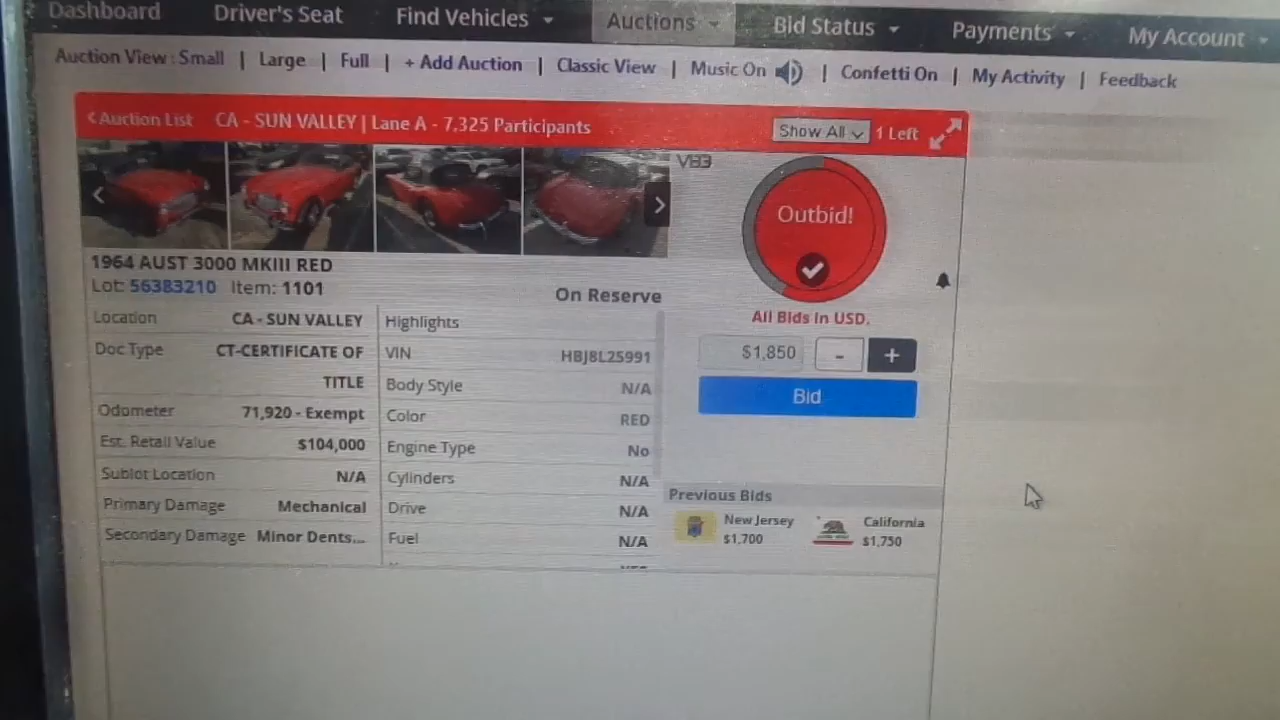 Dashboard Driver's Seat Find Vehicles Auctions Bid Status Payments My Account
Auction View : Small | Large | Full | + Add Auction | Classic View | Music On | Confetti On | My Activity | Feedback
Auction List CA - SUN VALLEY | Lane A - 7,325 Participants Show All 1 Left
Outbid!
1964 AUST 3000 MKIII RED
Lot: 56383210 Item: 1101
On Reserve
All Bids in USD.
$1,850 - +
Bid
Location CA - SUN VALLEY
Doc Type CT-CERTIFICATE OF
TITLE
Odometer 71,920 - Exempt
Est. Retail Value $104,000
Sublot Location N/A
Primary Damage Mechanical
Secondary Damage Minor Dents...
Highlights
VIN HBJ8L25991
Body Style N/A
Color RED
Engine Type No
Cylinders N/A
Drive N/A
Fuel N/A
Previous Bids
New Jersey
$1,700
California
$1,750